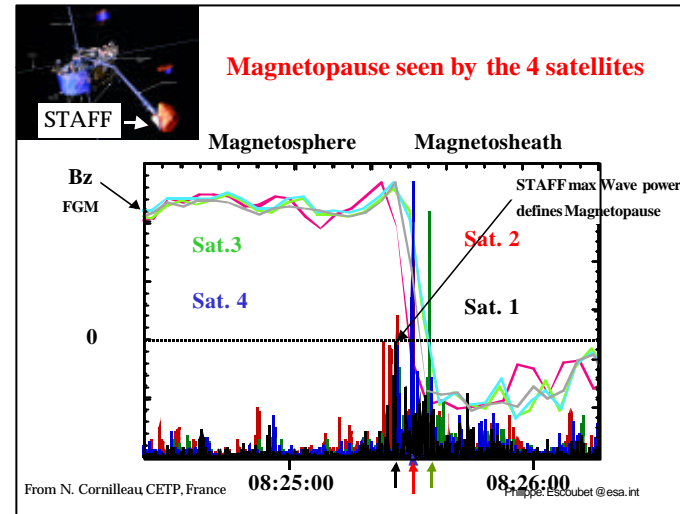 Magnetopause seen by the 4 satellites
STAFF
Magnetosphere Magnetosheath
Bz
FGM
STAFF max Wave power
defines Magnetopause
Sat.3 Sat. 2
Sat. 4 Sat. 1
0
08:25:00 08:26:00
From N. Cornilleau, CETP, France
Philippe.Escoubet@esa.int